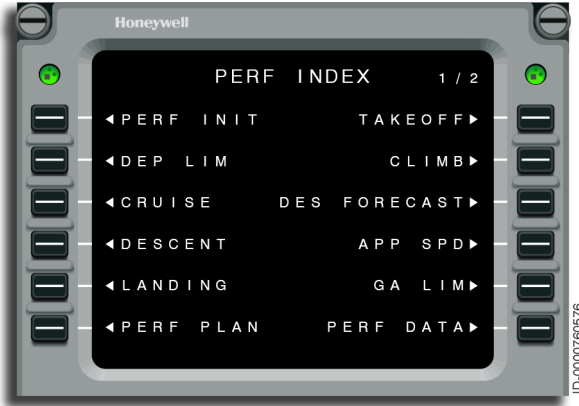 Honeywell
PERF INDEX 1 / 2
◄PERF INIT TAKEOFF►
◄DEP LIM CLIMB►
◄CRUISE DES FORECAST►
◄DESCENT APP SPD►
◄LANDING GA LIM►
◄PERF PLAN PERF DATA►
ID-0000760576